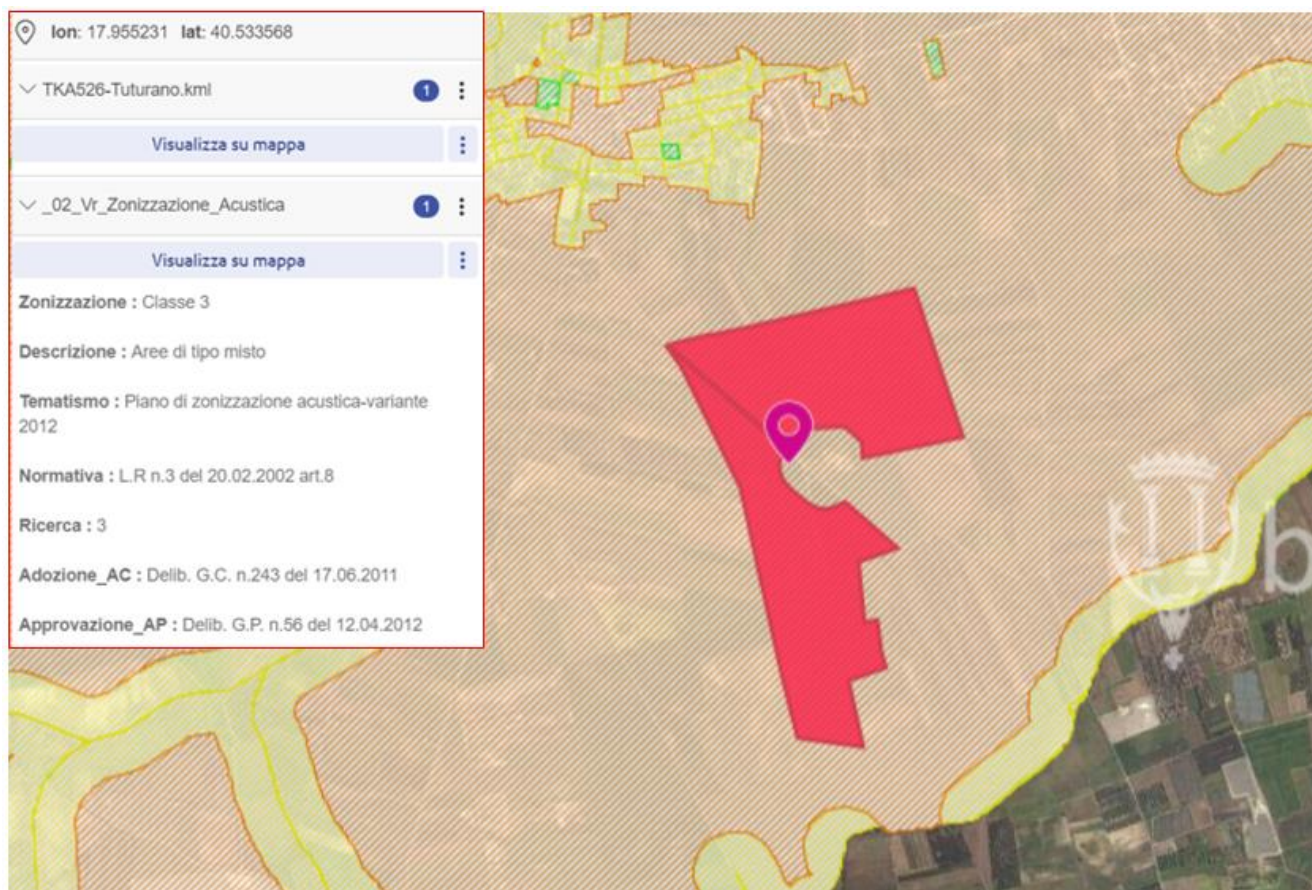 lon: 17.955231 lat: 40.533568
TKA526-Tuturano.kml 1
Visualizza su mappa
_02_Vr_Zonizzazione_Acustica 1
Visualizza su mappa
Zonizzazione : Classe 3
Descrizione : Aree di tipo misto
Tematismo : Piano di zonizzazione acustica-variante
2012
Normativa : L.R n.3 del 20.02.2002 art.8
Ricerca : 3
Adozione_AC : Delib. G.C. n.243 del 17.06.2011
Approvazione_AP : Delib. G.P. n.56 del 12.04.2012
b